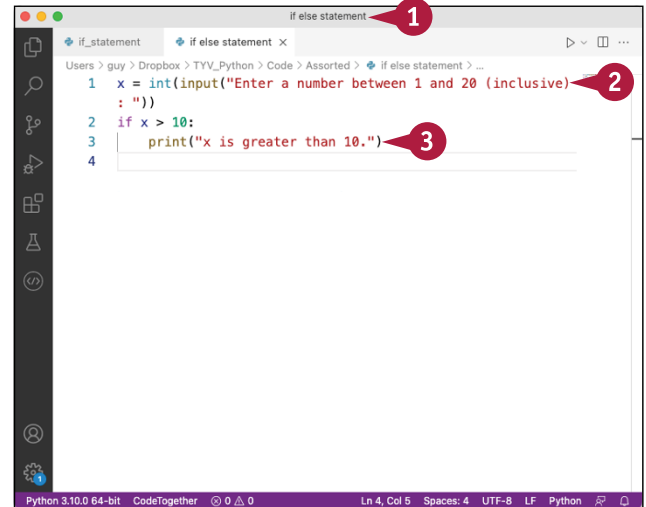 if else statement
1
if_statement
if else statement
Users > guy > Dropbox > TYV_Python > Code > Assorted > if else statement > ...
1 x = int(input("Enter a number between 1 and 20 (inclusive)
: "))
2
2 if x > 10:
3 print("x is greater than 10.")
3
4
1
Python 3.10.0 64-bit CodeTogether 0 0 Ln 4, Col 5 Spaces: 4 UTF-8 LF Python